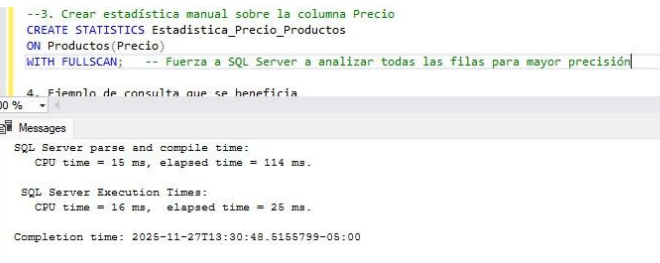 --3. Crear estadística manual sobre la columna Precio
CREATE STATISTICS Estadistica_Precio_Productos
ON Productos(Precio)
WITH FULLSCAN;   -- Fuerza a SQL Server a analizar todas las filas para mayor precisión
4. Ejemplo de consulta que se beneficia
00 %
Messages
SQL Server parse and compile time:
CPU time = 15 ms, elapsed time = 114 ms.
SQL Server Execution Times:
CPU time = 16 ms,  elapsed time = 25 ms.
Completion time: 2025-11-27T13:30:48.5155799-05:00